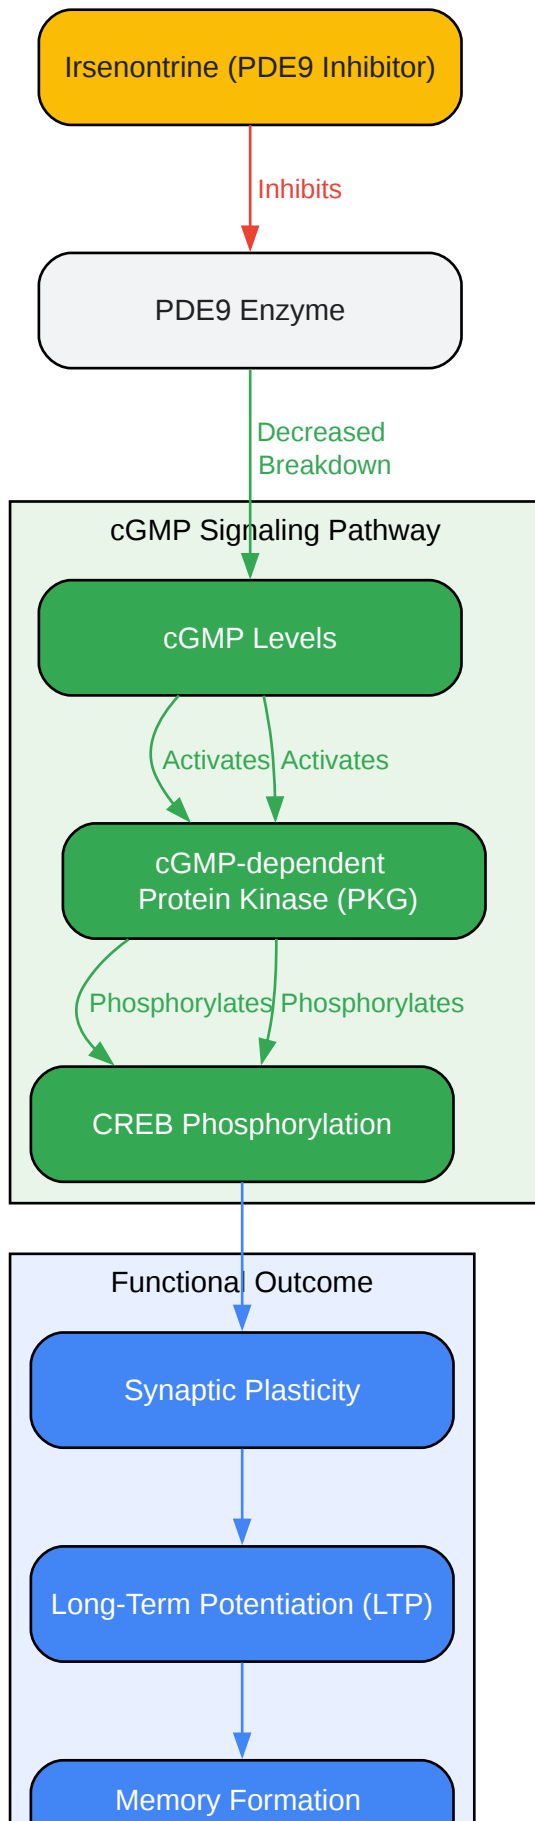 Irsenontrine (PDE9 Inhibitor)
Inhibits
PDE9 Enzyme
Decreased
Breakdown
cGMP Signaling Pathway
cGMP Levels
Activates Activates
cGMP-dependent
Protein Kinase (PKG)
Phosphorylates Phosphorylates
CREB Phosphorylation
Functional Outcome
Synaptic Plasticity
Long-Term Potentiation (LTP)
Memory Formation